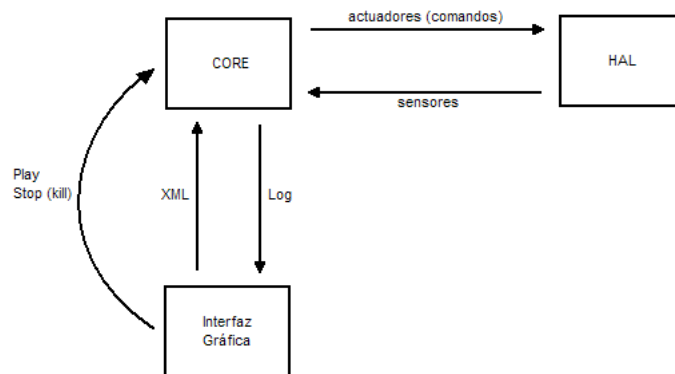 actuadores (comandos)
CORE
HAL
sensores
Play
Stop (kill)
XML
Log
Interfaz
Gráfica